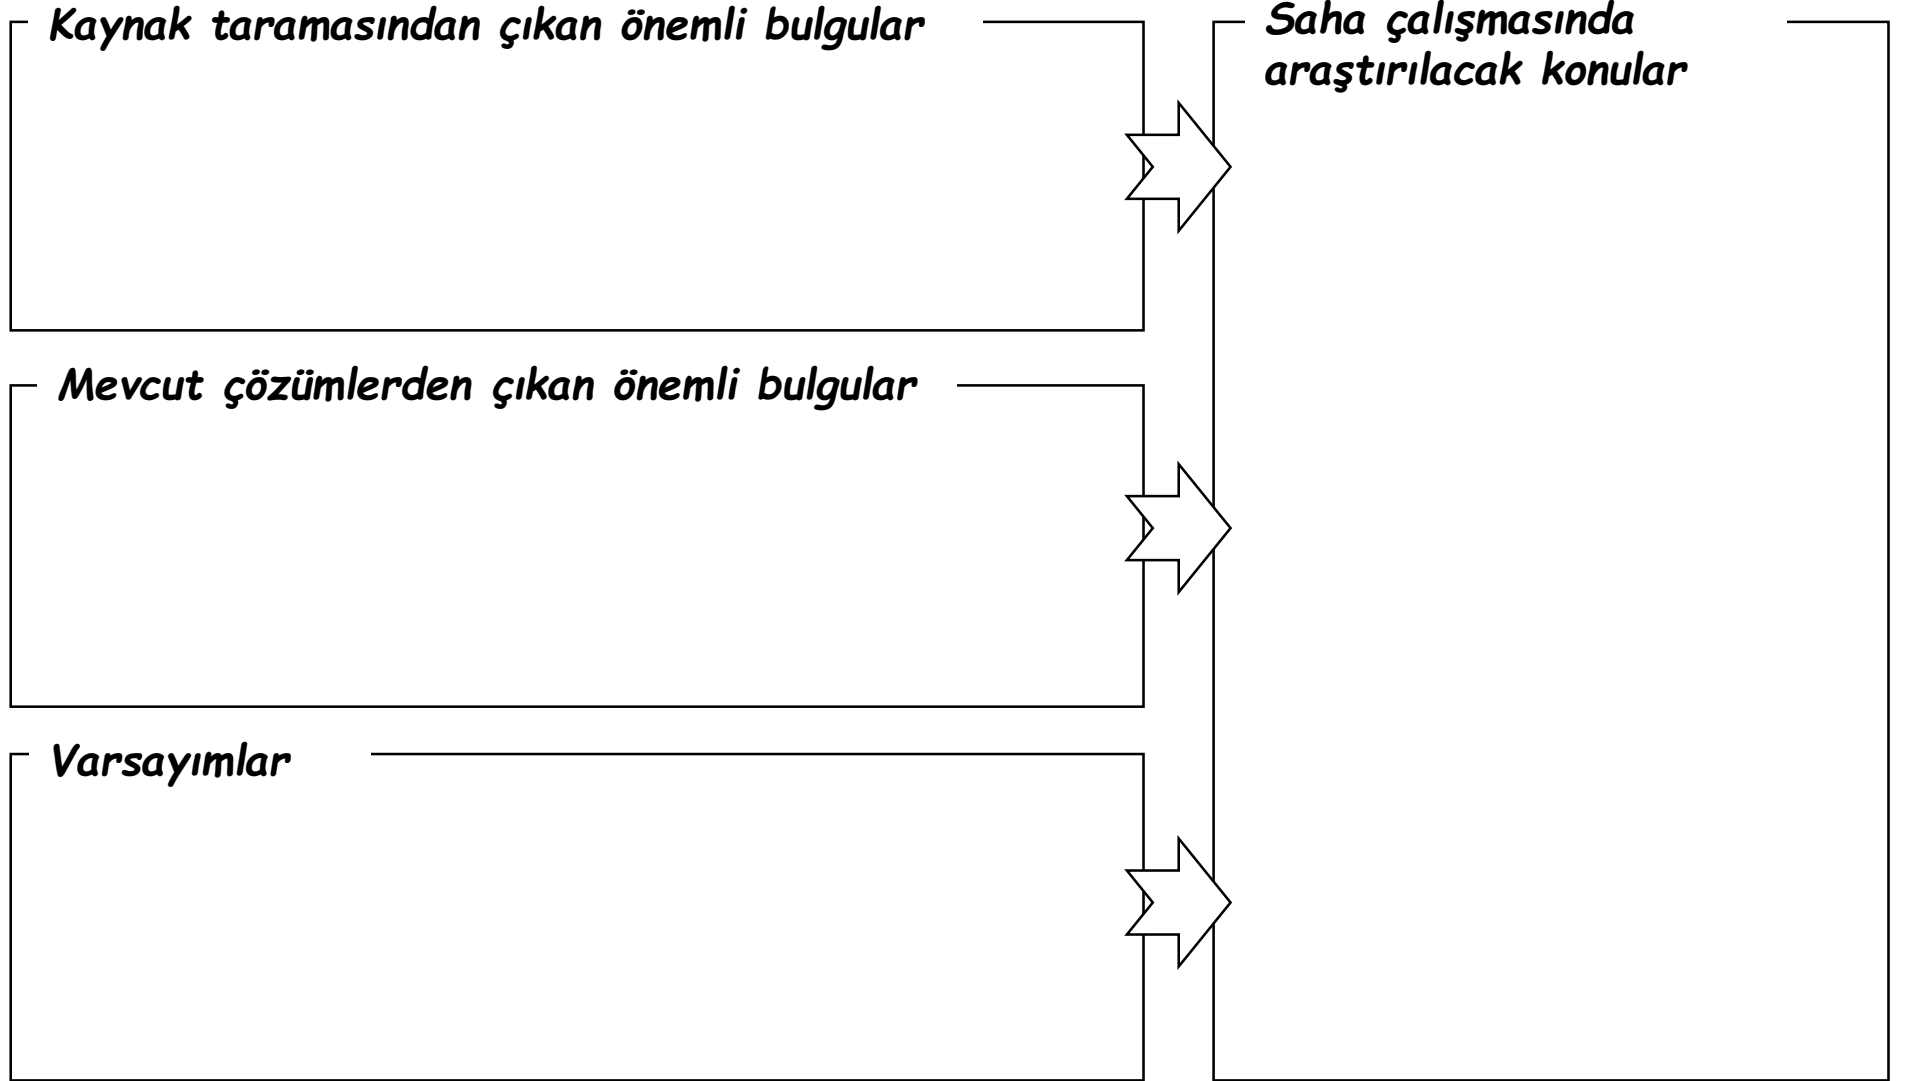 Kaynak taramasından çıkan önemli bulgular
Saha çalışmasında
araştırılacak konular
Mevcut çözümlerden çıkan önemli bulgular
Varsayımlar